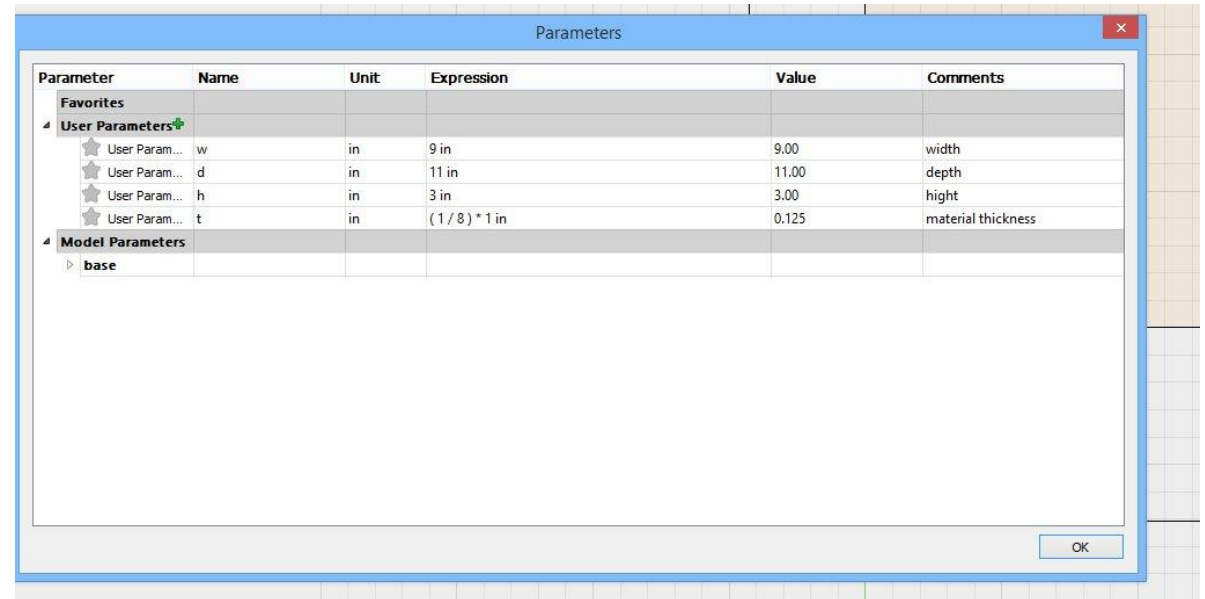 Parameters
Parameter Name Unit Expression Value Comments
Favorites
User Parameters
User Param... w in 9 in 9.00 width
User Param... d in 11 in 11.00 depth
User Param... h in 3 in 3.00 hight
User Param... t in ( 1 / 8 ) * 1 in 0.125 material thickness
Model Parameters
base
OK